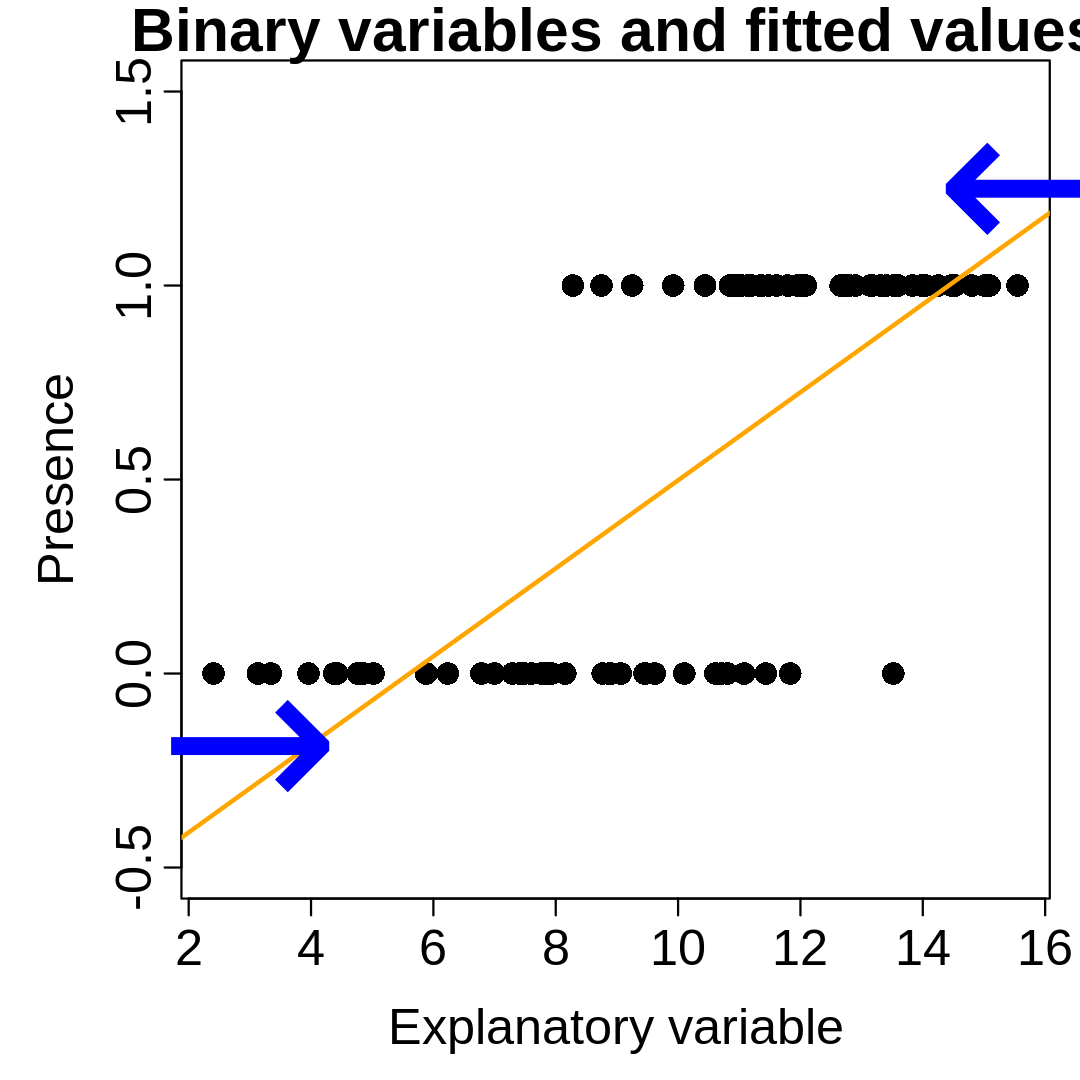 Binary variables and fitted values
1.5
1.0
0.5
0.0
-0.5
Presence
2 4 6 8 10 12 14 16
Explanatory variable